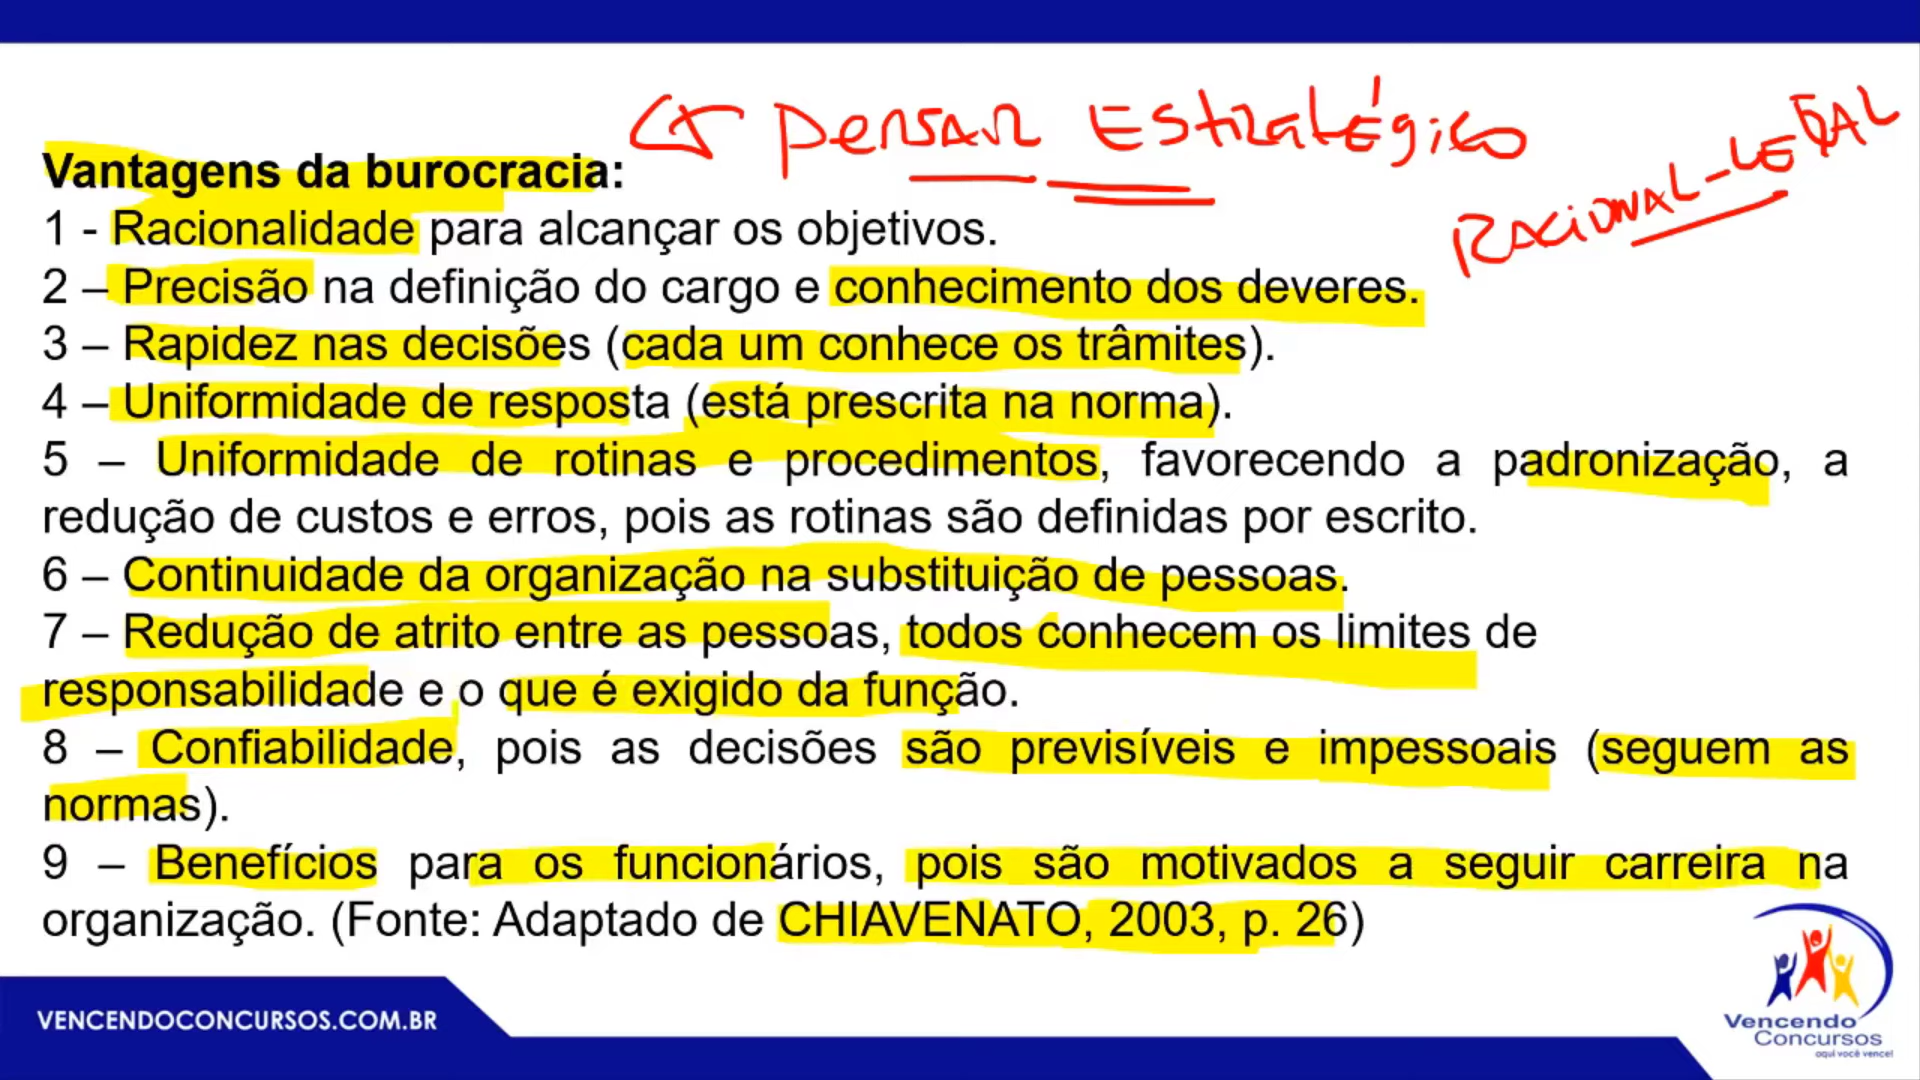 Pensar Estratégico
RACIONAL-LEGAL
Vantagens da burocracia:
1 - Racionalidade para alcançar os objetivos.
2 – Precisão na definição do cargo e conhecimento dos deveres.
3 – Rapidez nas decisões (cada um conhece os trâmites).
4 – Uniformidade de resposta (está prescrita na norma).
5 – Uniformidade de rotinas e procedimentos, favorecendo a padronização, a
redução de custos e erros, pois as rotinas são definidas por escrito.
6 – Continuidade da organização na substituição de pessoas.
7 – Redução de atrito entre as pessoas, todos conhecem os limites de
responsabilidade e o que é exigido da função.
8 – Confiabilidade, pois as decisões são previsíveis e impessoais (seguem as
normas).
9 – Benefícios para os funcionários, pois são motivados a seguir carreira na
organização. (Fonte: Adaptado de CHIAVENATO, 2003, p. 26)
VENCENDOCONCURSOS.COM.BR
Vencendo
Concursos
aqui você vence!